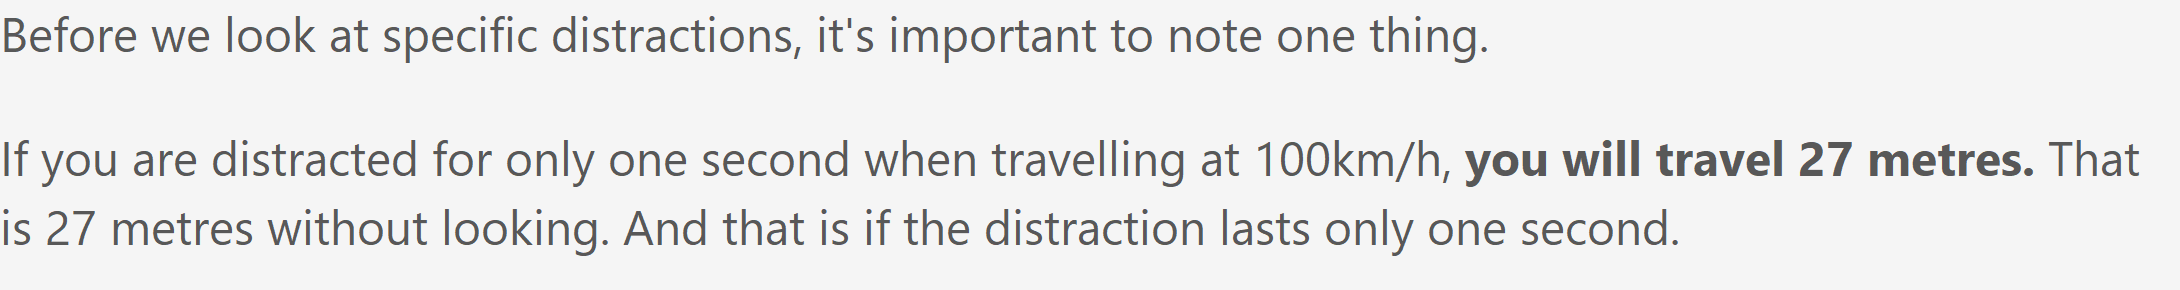 Before we look at specific distractions, it's important to note one thing.
If you are distracted for only one second when travelling at 100km/h, you will travel 27 metres. That
is 27 metres without looking. And that is if the distraction lasts only one second.